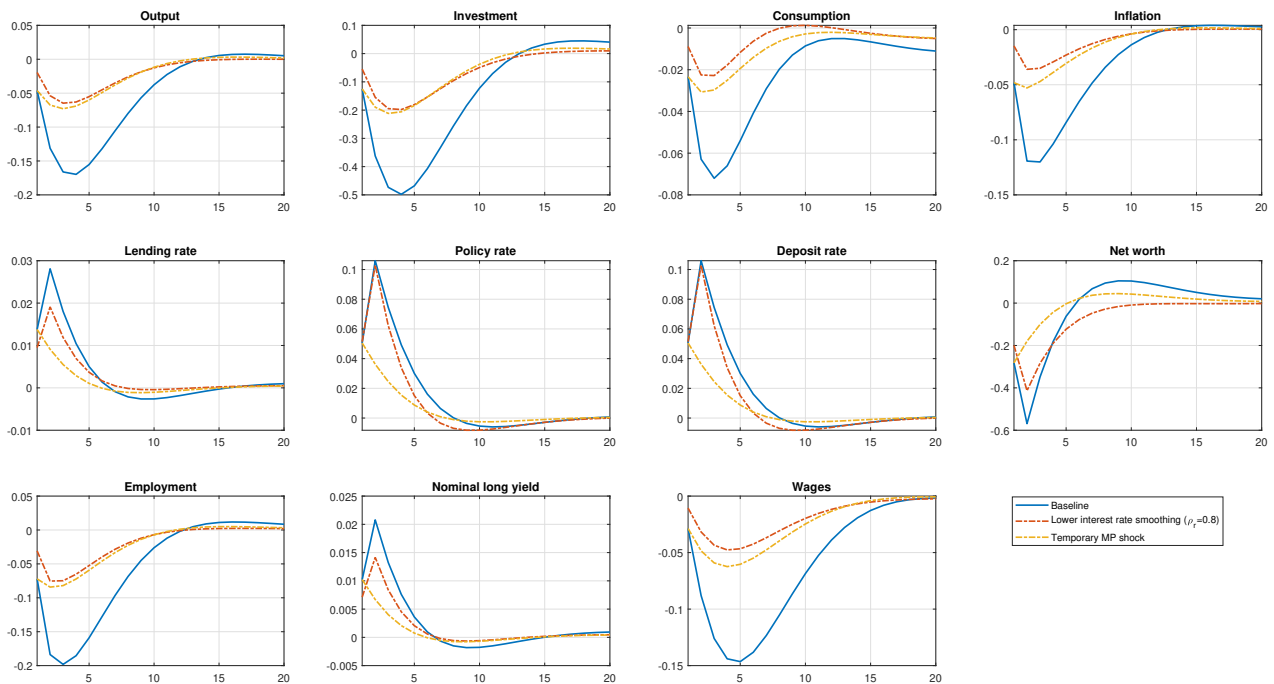 Output
0.05
0
-0.05
-0.1
-0.15
-0.2
5 10 15 20
Investment
0.1
0
-0.1
-0.2
-0.3
-0.4
-0.5
5 10 15 20
Consumption
0
-0.02
-0.04
-0.06
-0.08
5 10 15 20
Inflation
0
-0.05
-0.1
-0.15
5 10 15 20
Lending rate
0.03
0.02
0.01
0
-0.01
5 10 15 20
Policy rate
0.1
0.08
0.06
0.04
0.02
0
5 10 15 20
Deposit rate
0.1
0.08
0.06
0.04
0.02
0
5 10 15 20
Net worth
0.2
0
-0.2
-0.4
-0.6
5 10 15 20
Employment
0.05
0
-0.05
-0.1
-0.15
-0.2
5 10 15 20
Nominal long yield
0.025
0.02
0.015
0.01
0.005
0
-0.005
5 10 15 20
Wages
0
-0.05
-0.1
-0.15
5 10 15 20
Baseline
Lower interest rate smoothing (ρr=0.8)
Temporary MP shock